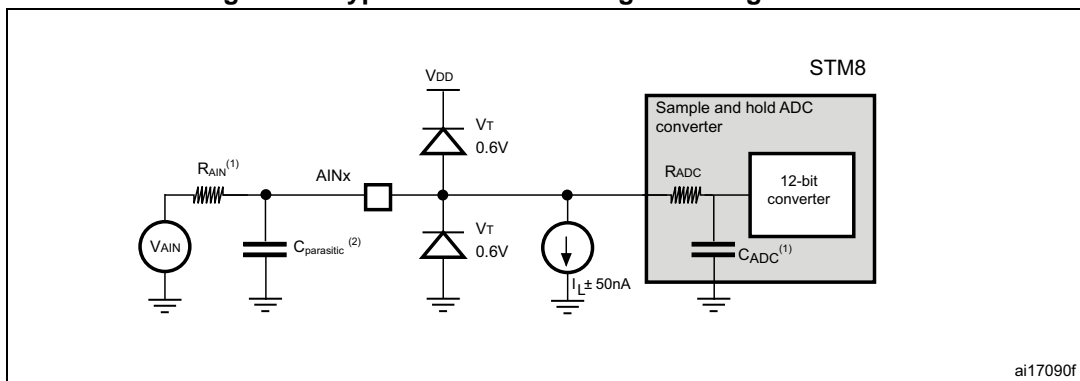 STM8
VDD
Sample and hold ADC
converter
VT
0.6V
RAIN(1)
AINx
RADC
12-bit
converter
VAIN
Cparasitic (2)
VT
0.6V
IL± 50nA
CADC(1)
ai17090f